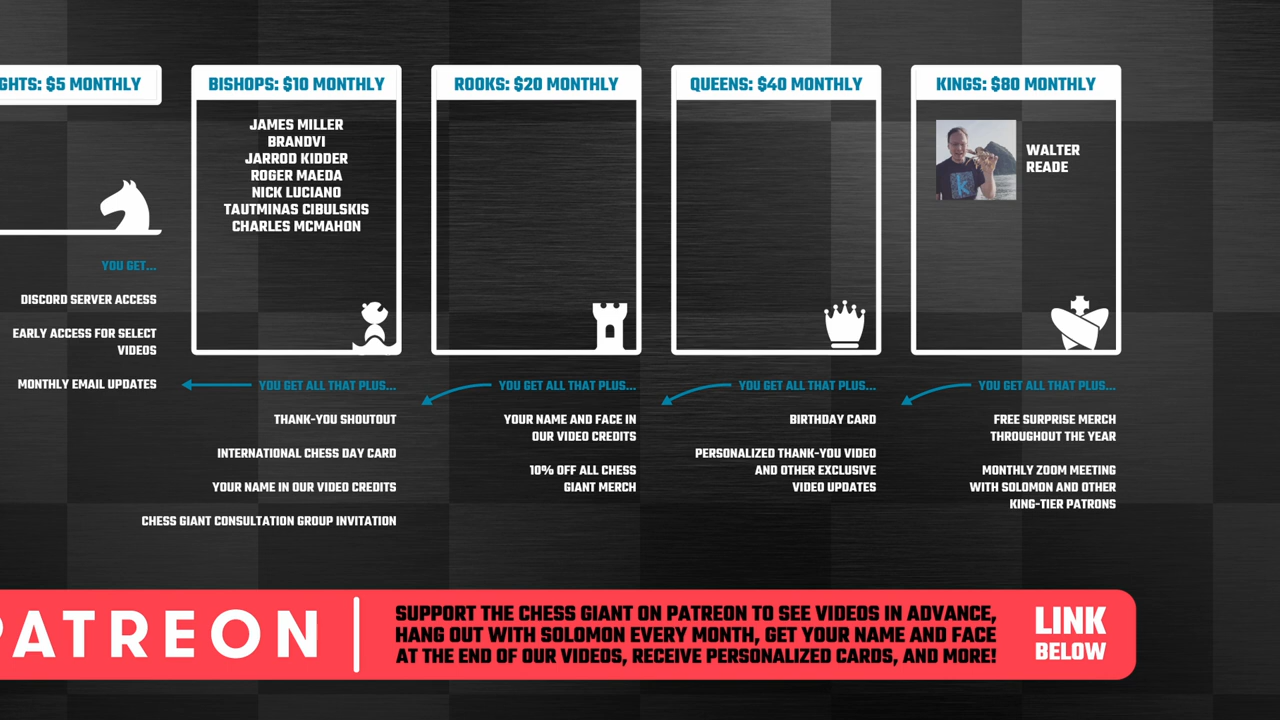 GHTS: $5 MONTHLY
YOU GET...
DISCORD SERVER ACCESS
EARLY ACCESS FOR SELECT
VIDEOS
MONTHLY EMAIL UPDATES
BISHOPS: $10 MONTHLY
JAMES MILLER
BRANDVI
JARROD KIDDER
ROGER MAEDA
NICK LUCIANO
TAUTMINAS CIBULSKIS
CHARLES MCMAHON
YOU GET ALL THAT PLUS...
THANK-YOU SHOUTOUT
INTERNATIONAL CHESS DAY CARD
YOUR NAME IN OUR VIDEO CREDITS
CHESS GIANT CONSULTATION GROUP INVITATION
ROOKS: $20 MONTHLY
YOU GET ALL THAT PLUS...
YOUR NAME AND FACE IN
OUR VIDEO CREDITS
10% OFF ALL CHESS
GIANT MERCH
QUEENS: $40 MONTHLY
YOU GET ALL THAT PLUS...
BIRTHDAY CARD
PERSONALIZED THANK-YOU VIDEO
AND OTHER EXCLUSIVE
VIDEO UPDATES
KINGS: $80 MONTHLY
WALTER
READE
k
YOU GET ALL THAT PLUS...
FREE SURPRISE MERCH
THROUGHOUT THE YEAR
MONTHLY ZOOM MEETING
WITH SOLOMON AND OTHER
KING-TIER PATRONS
PATREON
SUPPORT THE CHESS GIANT ON PATREON TO SEE VIDEOS IN ADVANCE,
HANG OUT WITH SOLOMON EVERY MONTH, GET YOUR NAME AND FACE
AT THE END OF OUR VIDEOS, RECEIVE PERSONALIZED CARDS, AND MORE!
LINK
BELOW